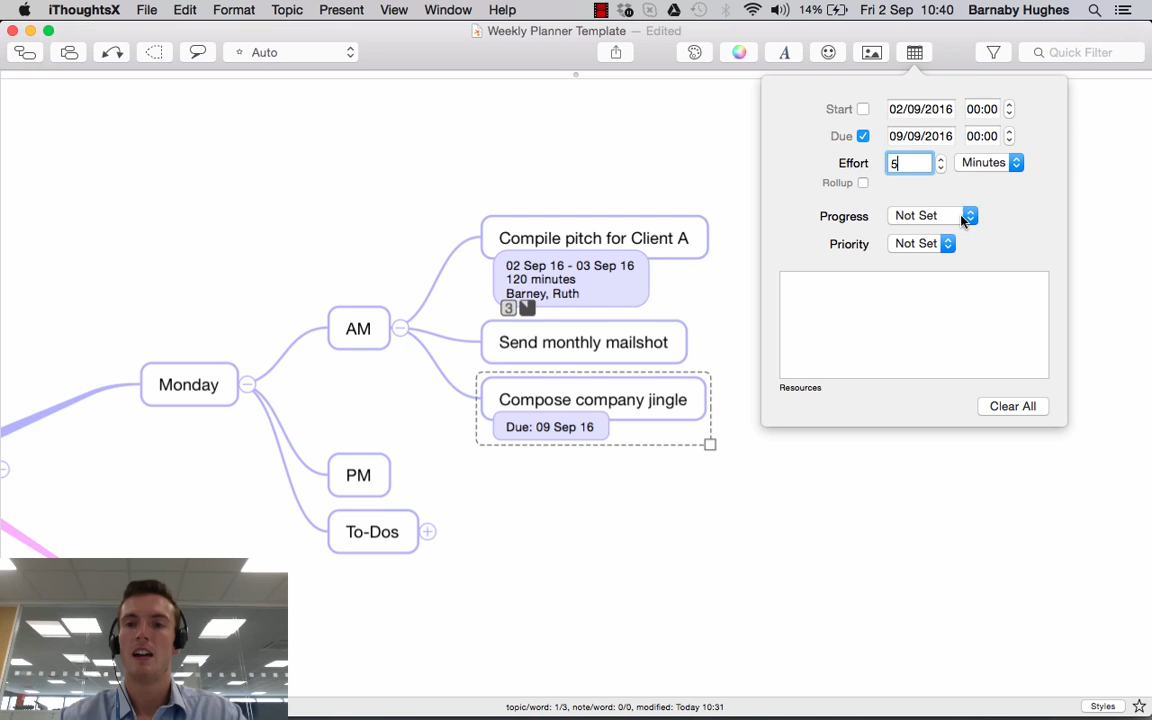 iThoughtsX File Edit Format Topic Present View Window Help 14% Fri 2 Sep 10:40 Barnaby Hughes
Weekly Planner Template — Edited
Auto
A
Quick Filter
Start 02/09/2016 00:00
Due 09/09/2016 00:00
Effort 5 Minutes
Rollup
Progress Not Set
Priority Not Set
Resources
Clear All
Compile pitch for Client A
02 Sep 16 - 03 Sep 16
120 minutes
Barney, Ruth
3
AM
Send monthly mailshot
Monday
Compose company jingle
Due: 09 Sep 16
PM
To-Dos
topic/word: 1/3, note/word: 0/0, modified: Today 10:31
Styles